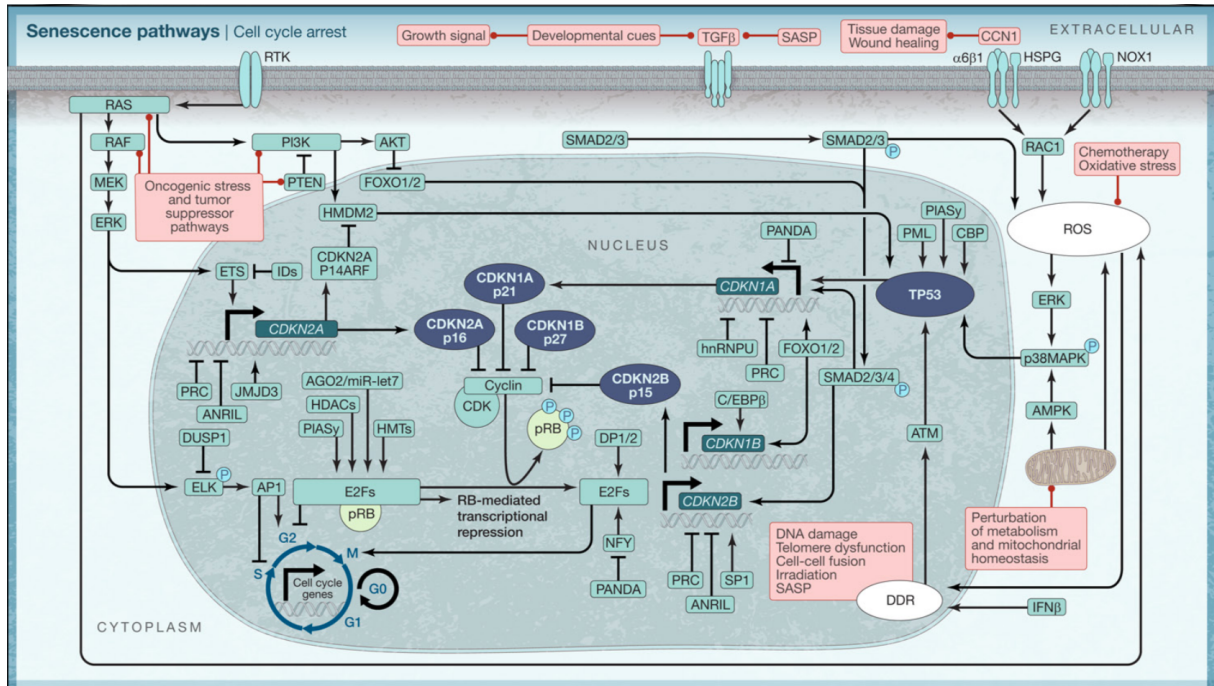 Senescence pathways | Cell cycle arrest
EXTRACELLULAR
Growth signal
Developmental cues
TGFβ
SASP
Tissue damage
Wound healing
CCN1
RTK
α6β1
HSPG
NOX1
RAS
RAF
MEK
ERK
PI3K
AKT
PTEN
FOXO1/2
Oncogenic stress
and tumor
suppressor
pathways
SMAD2/3
SMAD2/3
P
RAC1
Chemotherapy
Oxidative stress
ROS
HMDM2
NUCLEUS
PANDA
PML
PIASy
CBP
CDKN2A
P14ARF
ETS
IDs
CDKN2A
CDKN1A
p21
CDKN1A
TP53
ERK
CDKN2A
p16
CDKN1B
p27
hnRNPU
PRC
FOXO1/2
p38MAPK
P
PRC
ANRIL
JMJD3
AGO2/miR-let7
HDACs
PIASy
HMTs
Cyclin
CDK
CDKN2B
p15
SMAD2/3/4
P
C/EBPβ
CDKN1B
AMPK
P
P
P
pRB
DUSP1
DP1/2
ATM
ELK
P
AP1
E2Fs
pRB
RB-mediated
transcriptional
repression
E2Fs
CDKN2B
G2
M
S
G1
G0
Cell cycle
genes
NFY
PANDA
PRC
ANRIL
SP1
DNA damage
Telomere dysfunction
Cell-cell fusion
Irradiation
SASP
DDR
Perturbation
of metabolism
and mitochondrial
homeostasis
IFNβ
CYTOPLASM